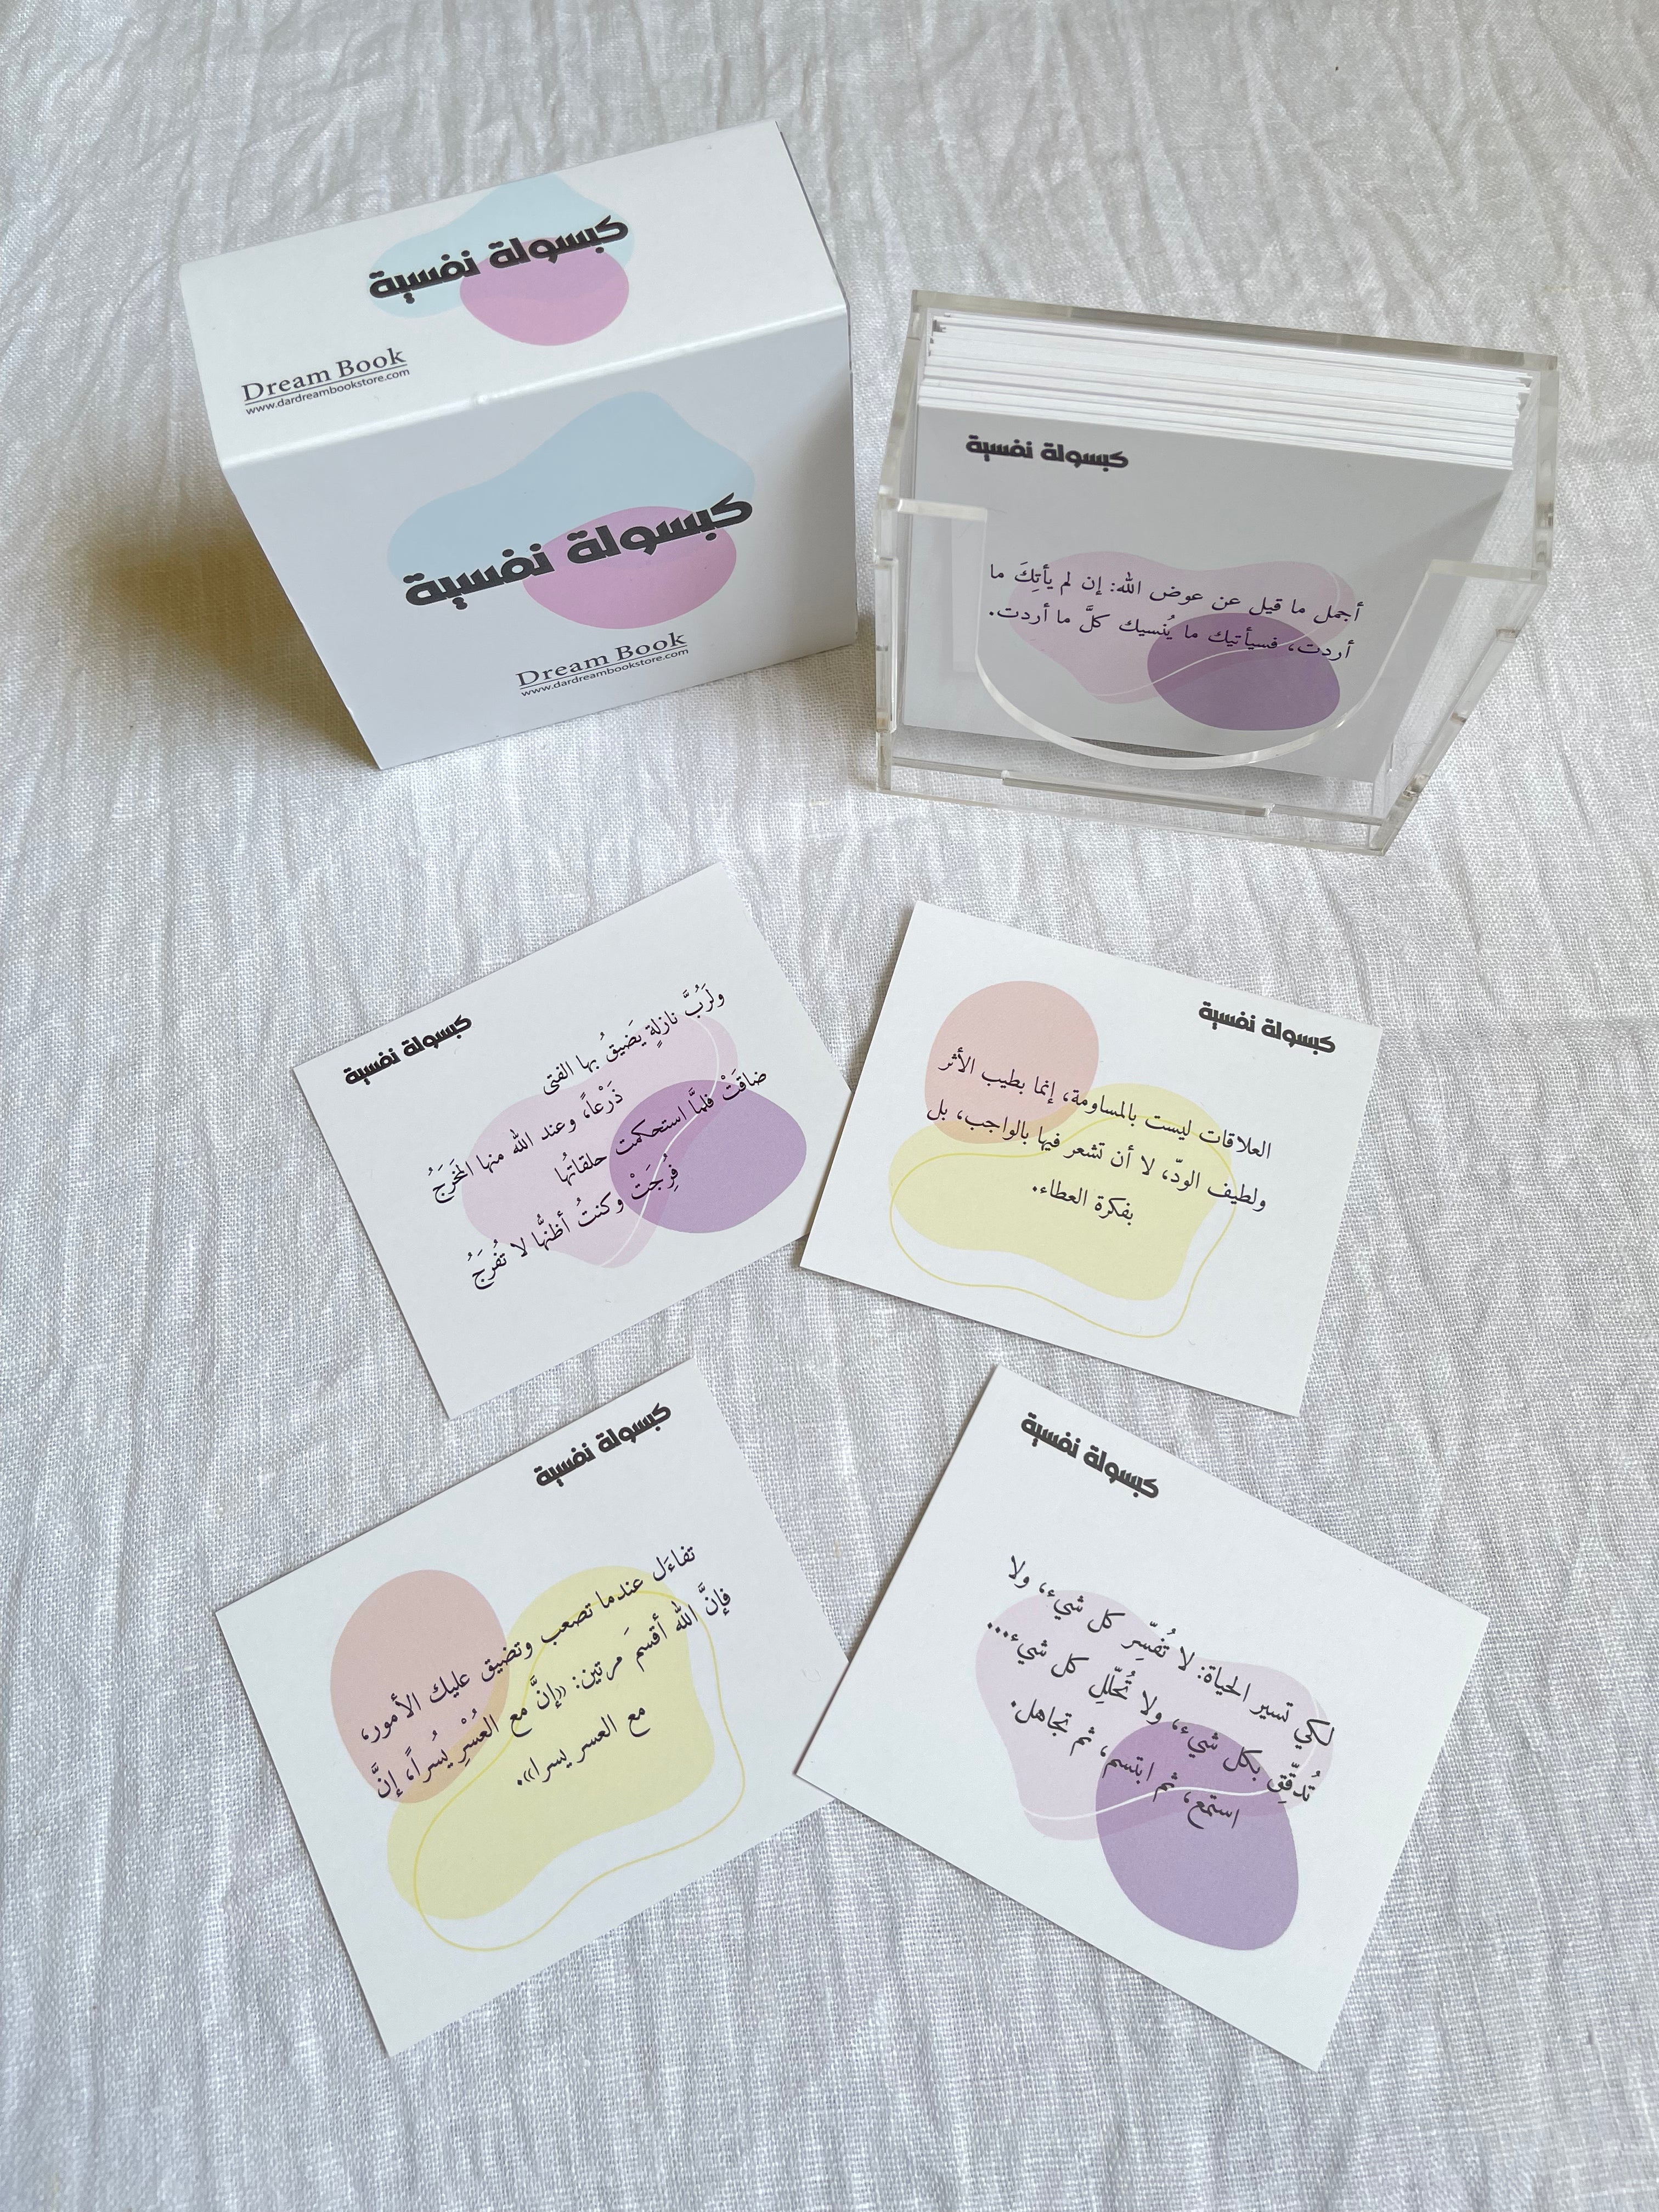 كبسولة نفسية
Dream Book
www.dardreambookstore.com
كبسولة نفسية
Dream Book
www.dardreambookstore.com
كبسولة نفسية
أجمل ما قيل عن عوض الله: إن لم يأتِكَ ما
أردت، فسيأتيك ما يُنسيك كلَّ ما أردت.
كبسولة نفسية
ولَرُبَّ نازلةٍ يَضيقُ بها الفتى
ذَرْعاً، وعند الله منها المَخرَجُ
ضاقَتْ فلمَّا استحكمت حلقاتُها
فُرِجَتْ وكنتُ أظنُّها لا تُفرَجُ
كبسولة نفسية
العلاقات ليست بالمساومة، إنما بطيب الأثر
ولطيف الودّ، لا أن تشعر فيها بالواجب، بل
بفكرة العطاء.
كبسولة نفسية
تفاءَل عندما تصعب وتضيق عليك الأمور،
فإنَّ الله أقسمَ مرتين: «إنَّ مع العُسْرِ يُسراً، إنَّ
مع العسر يسرا».
كبسولة نفسية
لكي تسير الحياة: لا تُفسِّر كل شيء، ولا
تُدقِّق بكل شيء، ولا تُحلّلِ كل شيء...
استمع، ثم ابتسم، ثم تجاهل.